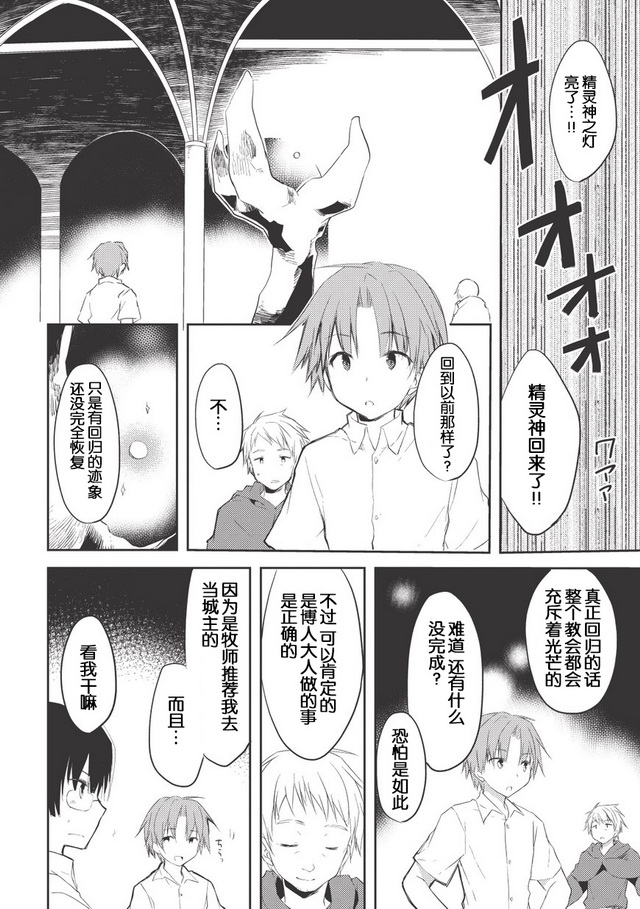 精灵神之灯
亮了…!!
オオオオ
精灵神回来了!!
ワアァァ
回到以前那样了？
不…
只是有回归的迹象
还没完全恢复
真正回归的话
整个教会都会
充斥着光芒的
难道 还有什么
没完成？
恐怕是如此
不过 可以肯定的
是博人大人做的事
是正确的
因为是牧师推荐我去
当城主的
而且…
看我干嘛
ちらっ